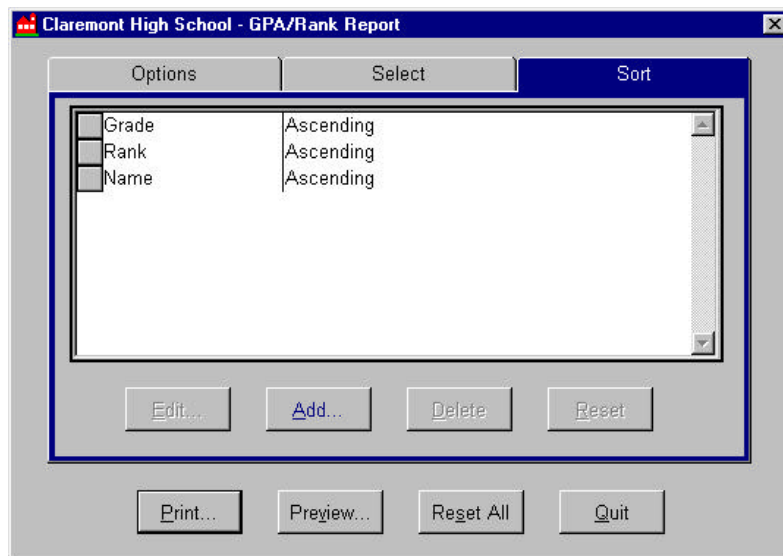 Claremont High School - GPA/Rank Report
Options Select Sort
Grade Ascending
Rank Ascending
Name Ascending
Edit... Add... Delete Reset
Print... Preview... Reset All Quit